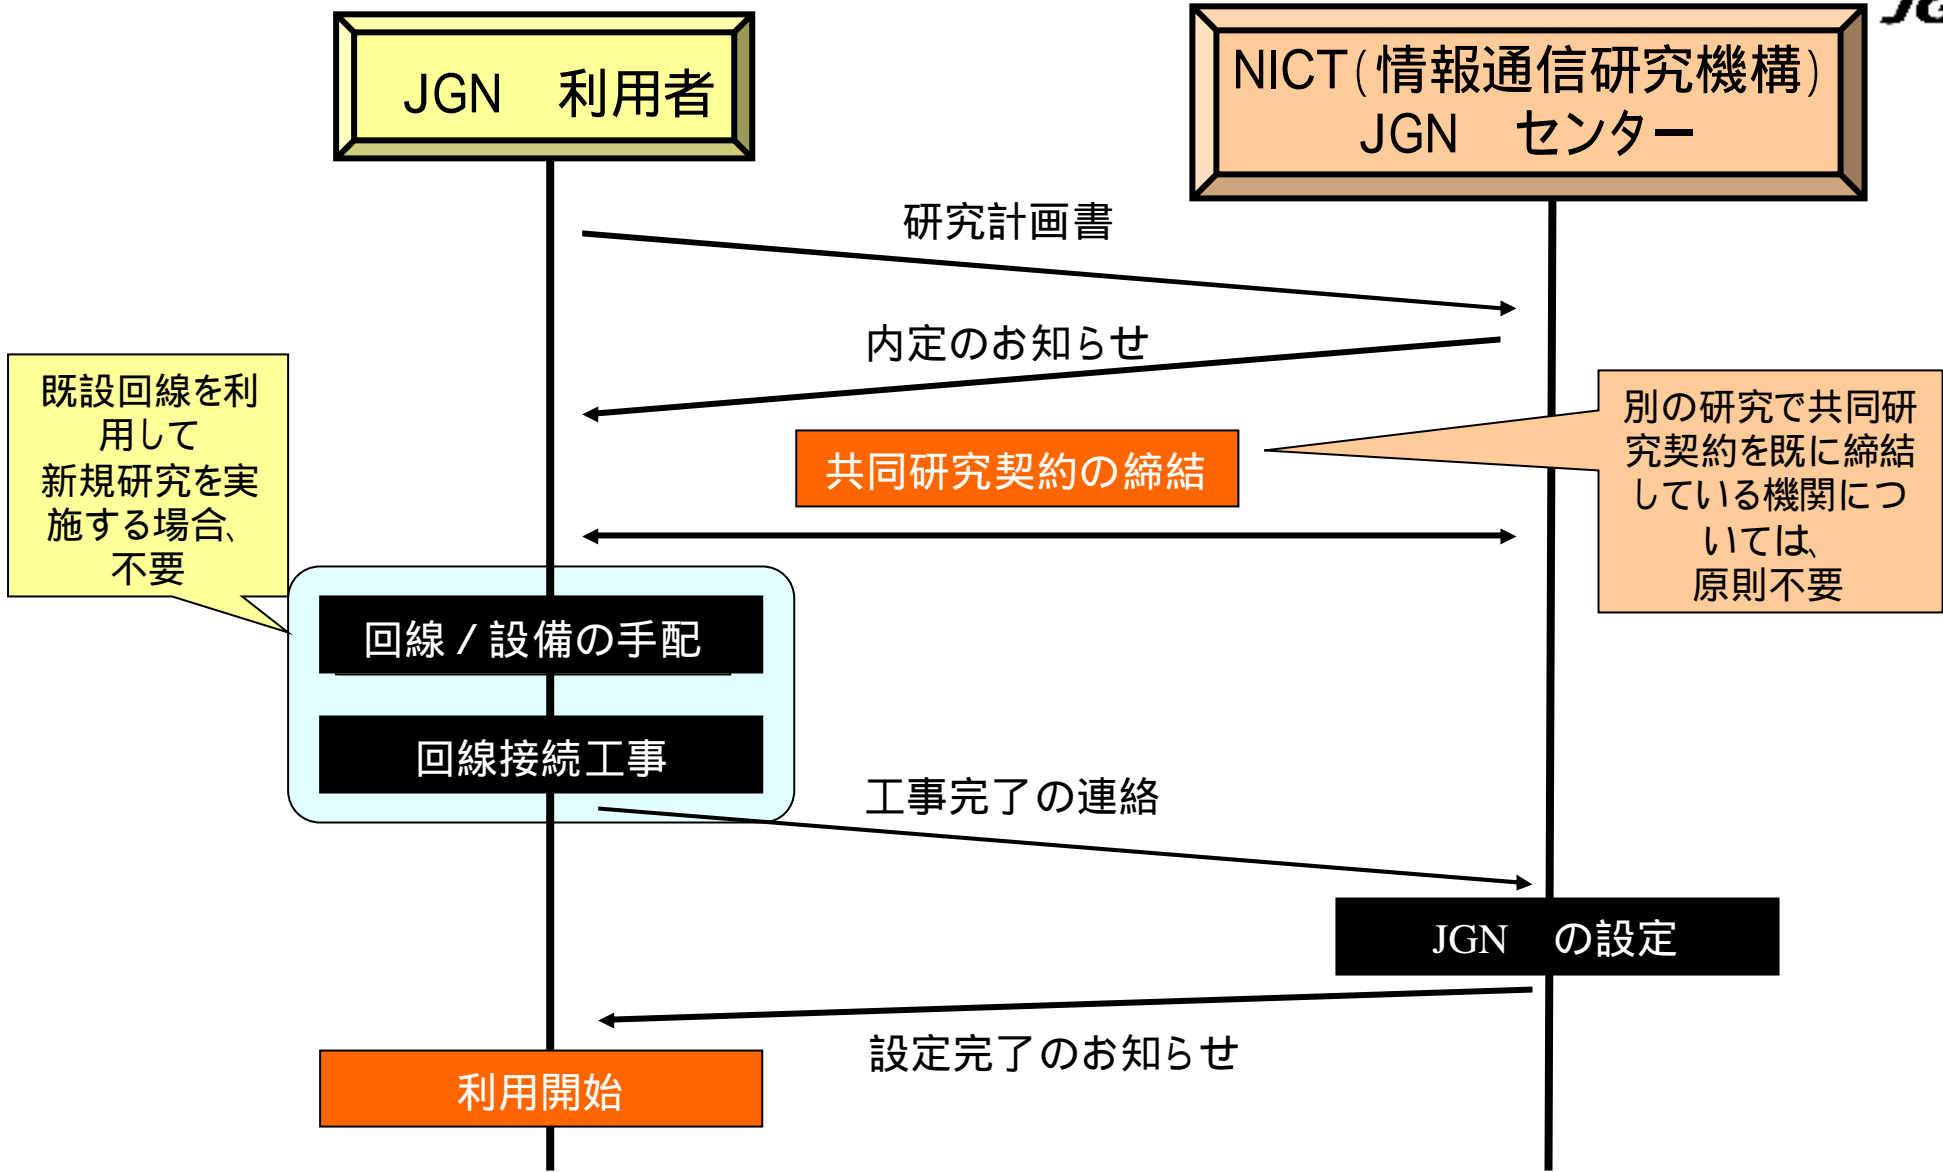 JGN　利用者
NICT(情報通信研究機構)
JGN　センター
研究計画書
内定のお知らせ
既設回線を利
用して
新規研究を実
施する場合、
不要
共同研究契約の締結
別の研究で共同研
究契約を既に締結
している機関につ
いては、
原則不要
回線/設備の手配
回線接続工事
工事完了の連絡
JGN　の設定
設定完了のお知らせ
利用開始